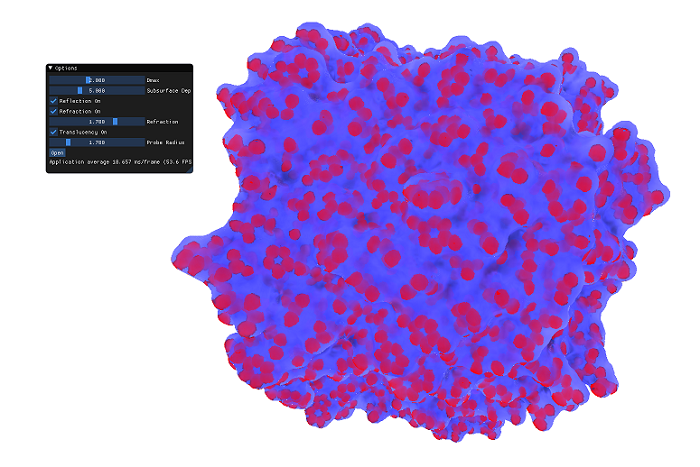 Options
2.000 Dmax
5.000 Subsurface Dep
Reflection On
Refraction On
1.700 Refraction
Translucency On
1.700 Probe Radius
Open
Application average 18.657 ms/frame (53.6 FPS